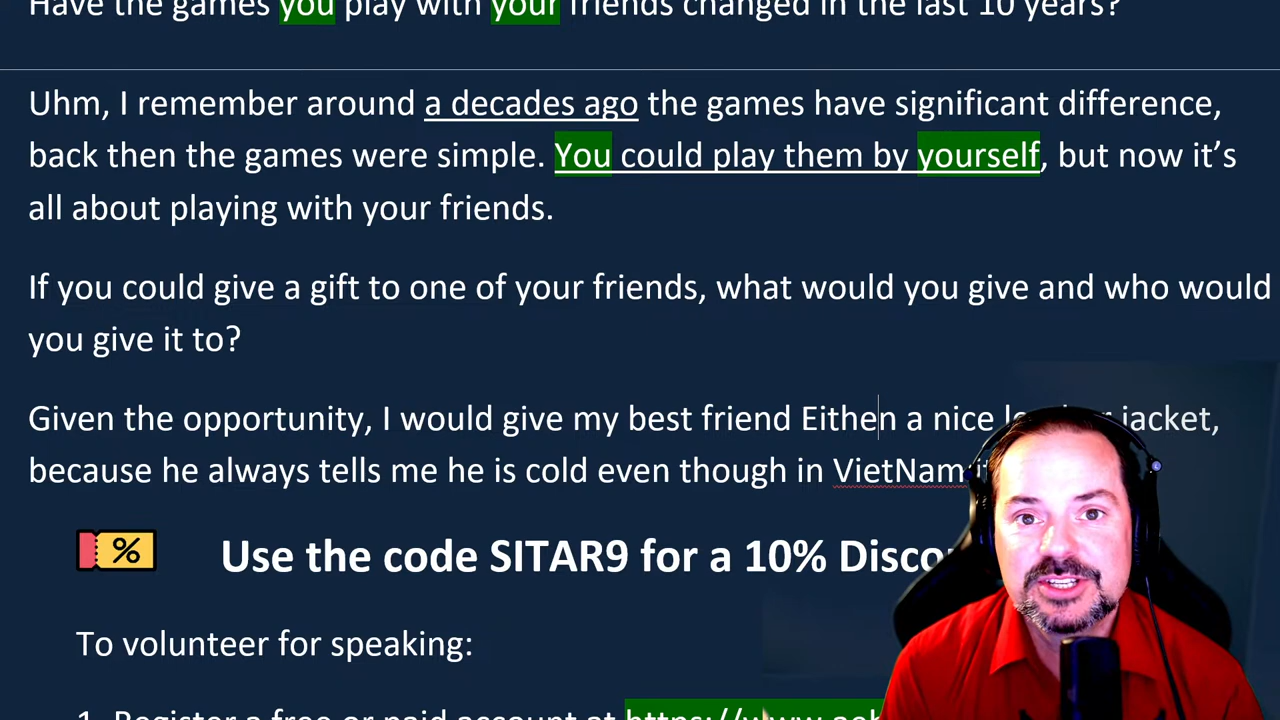 Have the games you play with your friends changed in the last 10 years?
Uhm, I remember around a decades ago the games have significant difference,
back then the games were simple. You could play them by yourself, but now it's
all about playing with your friends.
If you could give a gift to one of your friends, what would you give and who would
you give it to?
Given the opportunity, I would give my best friend Eithen a nice jacket,
because he always tells me he is cold even though in VietNam
%
Use the code SITAR9 for a 10%
To volunteer for speaking:
1. Register a free or paid account at